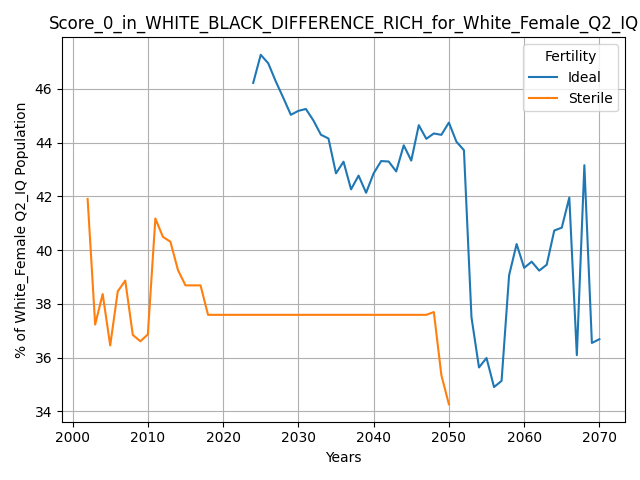 Score_0_in_WHITE_BLACK_DIFFERENCE_RICH_for_White_Female_Q2_IQ
Fertility
Ideal
Sterile
% of White_Female Q2_IQ Population
46
44
42
40
38
36
34
2000
2010
2020
2030
2040
2050
2060
2070
Years